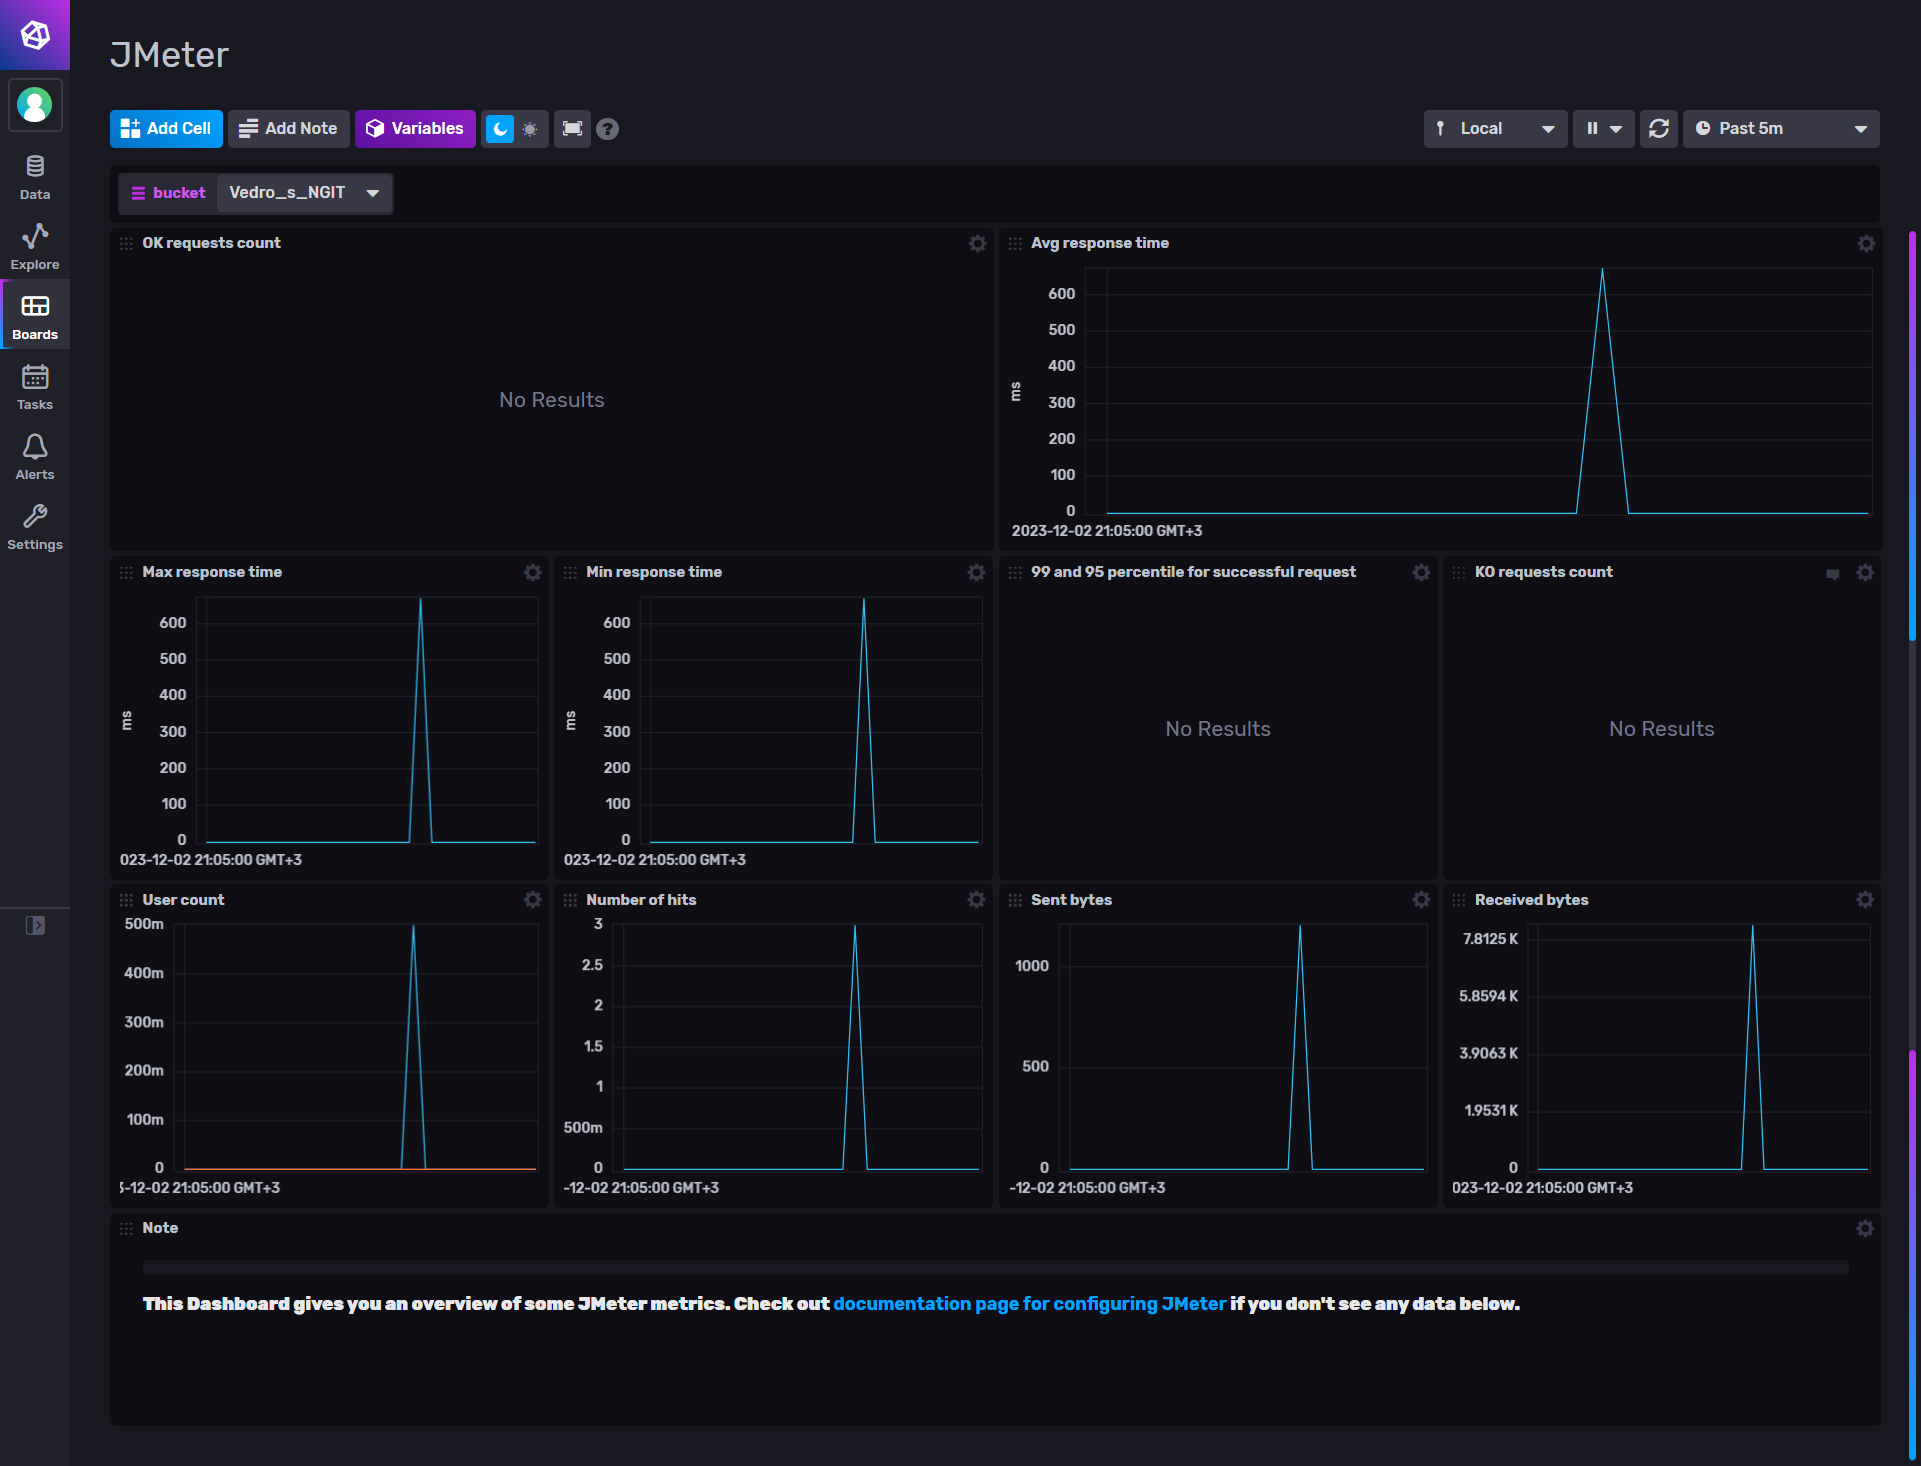 JMeter
Add Cell
Add Note
Variables
?
Local
Past 5m
bucket
Vedro_s_NGIT
Data
Explore
Boards
Tasks
Alerts
Settings
OK requests count
No Results
Avg response time
600
500
400
300
200
100
0
ms
2023-12-02 21:05:00 GMT+3
Max response time
600
500
400
300
200
100
0
ms
023-12-02 21:05:00 GMT+3
Min response time
600
500
400
300
200
100
0
ms
023-12-02 21:05:00 GMT+3
99 and 95 percentile for successful request
No Results
KO requests count
No Results
User count
500m
400m
300m
200m
100m
0
3-12-02 21:05:00 GMT+3
Number of hits
3
2.5
2
1.5
1
500m
0
-12-02 21:05:00 GMT+3
Sent bytes
1000
500
0
-12-02 21:05:00 GMT+3
Received bytes
7.8125 K
5.8594 K
3.9063 K
1.9531 K
0
023-12-02 21:05:00 GMT+3
Note
This Dashboard gives you an overview of some JMeter metrics. Check out documentation page for configuring JMeter if you don't see any data below.